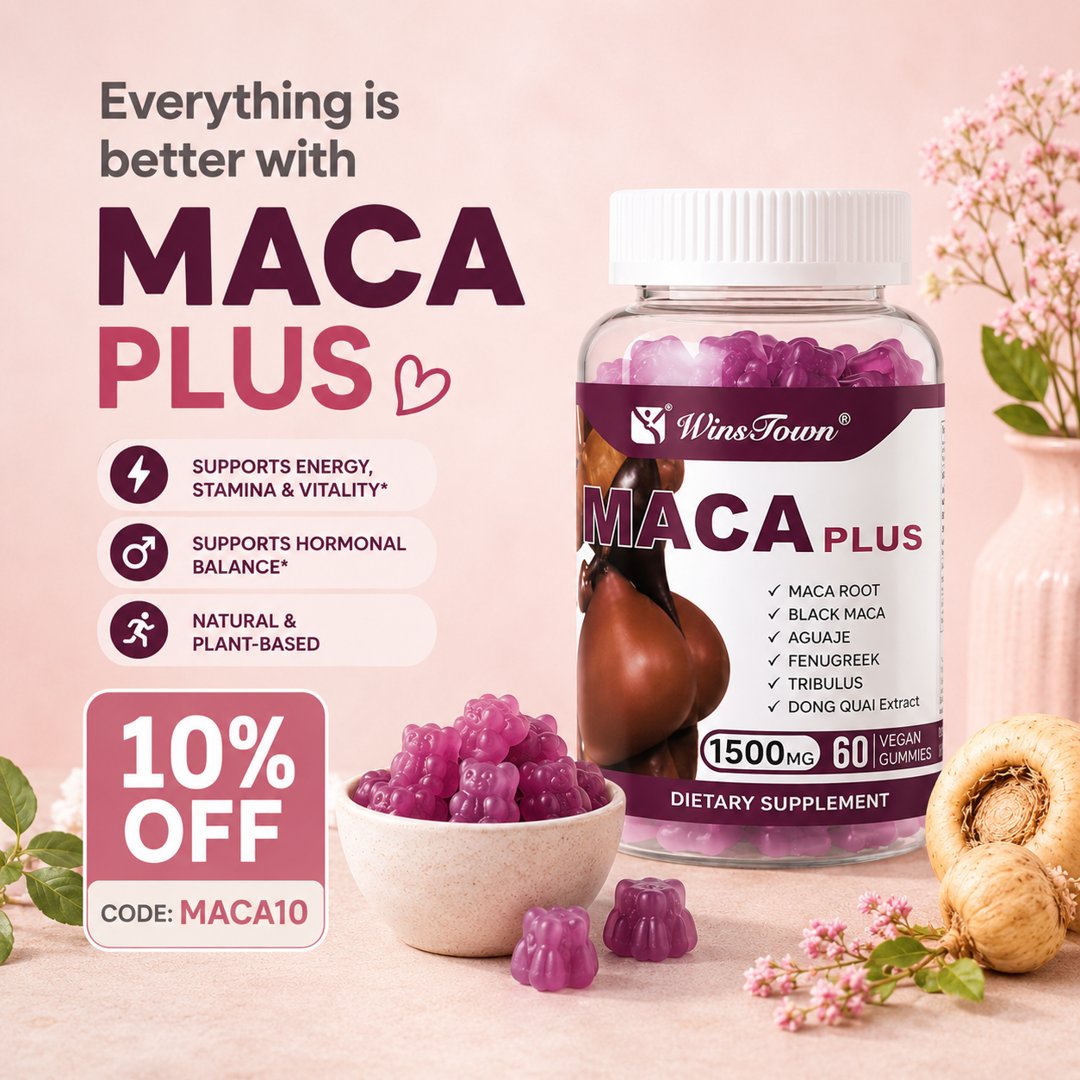 Everything is
better with
MACA
PLUS
SUPPORTS ENERGY,
STAMINA & VITALITY*
SUPPORTS HORMONAL
BALANCE*
NATURAL &
PLANT-BASED
10%
OFF
CODE: MACA10
WinsTown®
MACA PLUS
✓ MACA ROOT
✓ BLACK MACA
✓ AGUAJE
✓ FENUGREEK
✓ TRIBULUS
✓ DONG QUAI Extract
1500MG 60 VEGAN
GUMMIES
DIETARY SUPPLEMENT